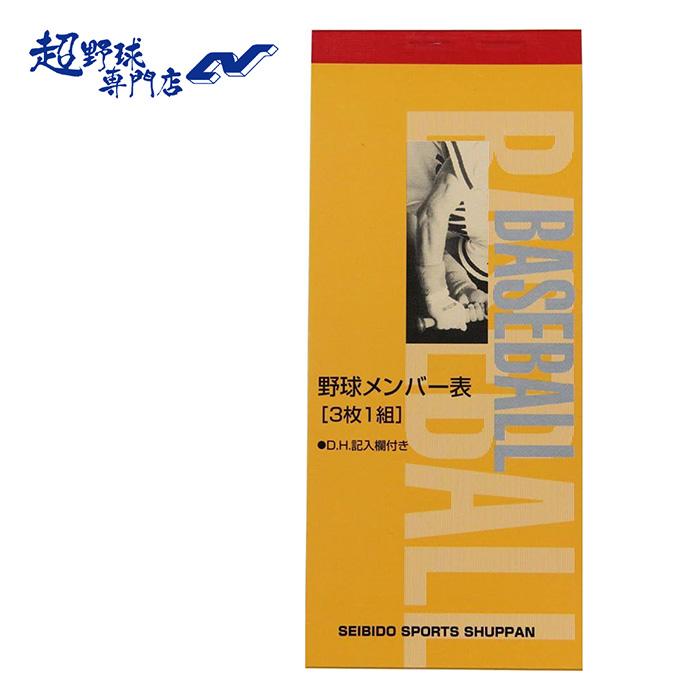 超野球
専門店
BASEBALL
BASEBALL
野球メンバー表
[3枚1組]
●D.H.記入欄付き
SEIBIDO SPORTS SHUPPAN